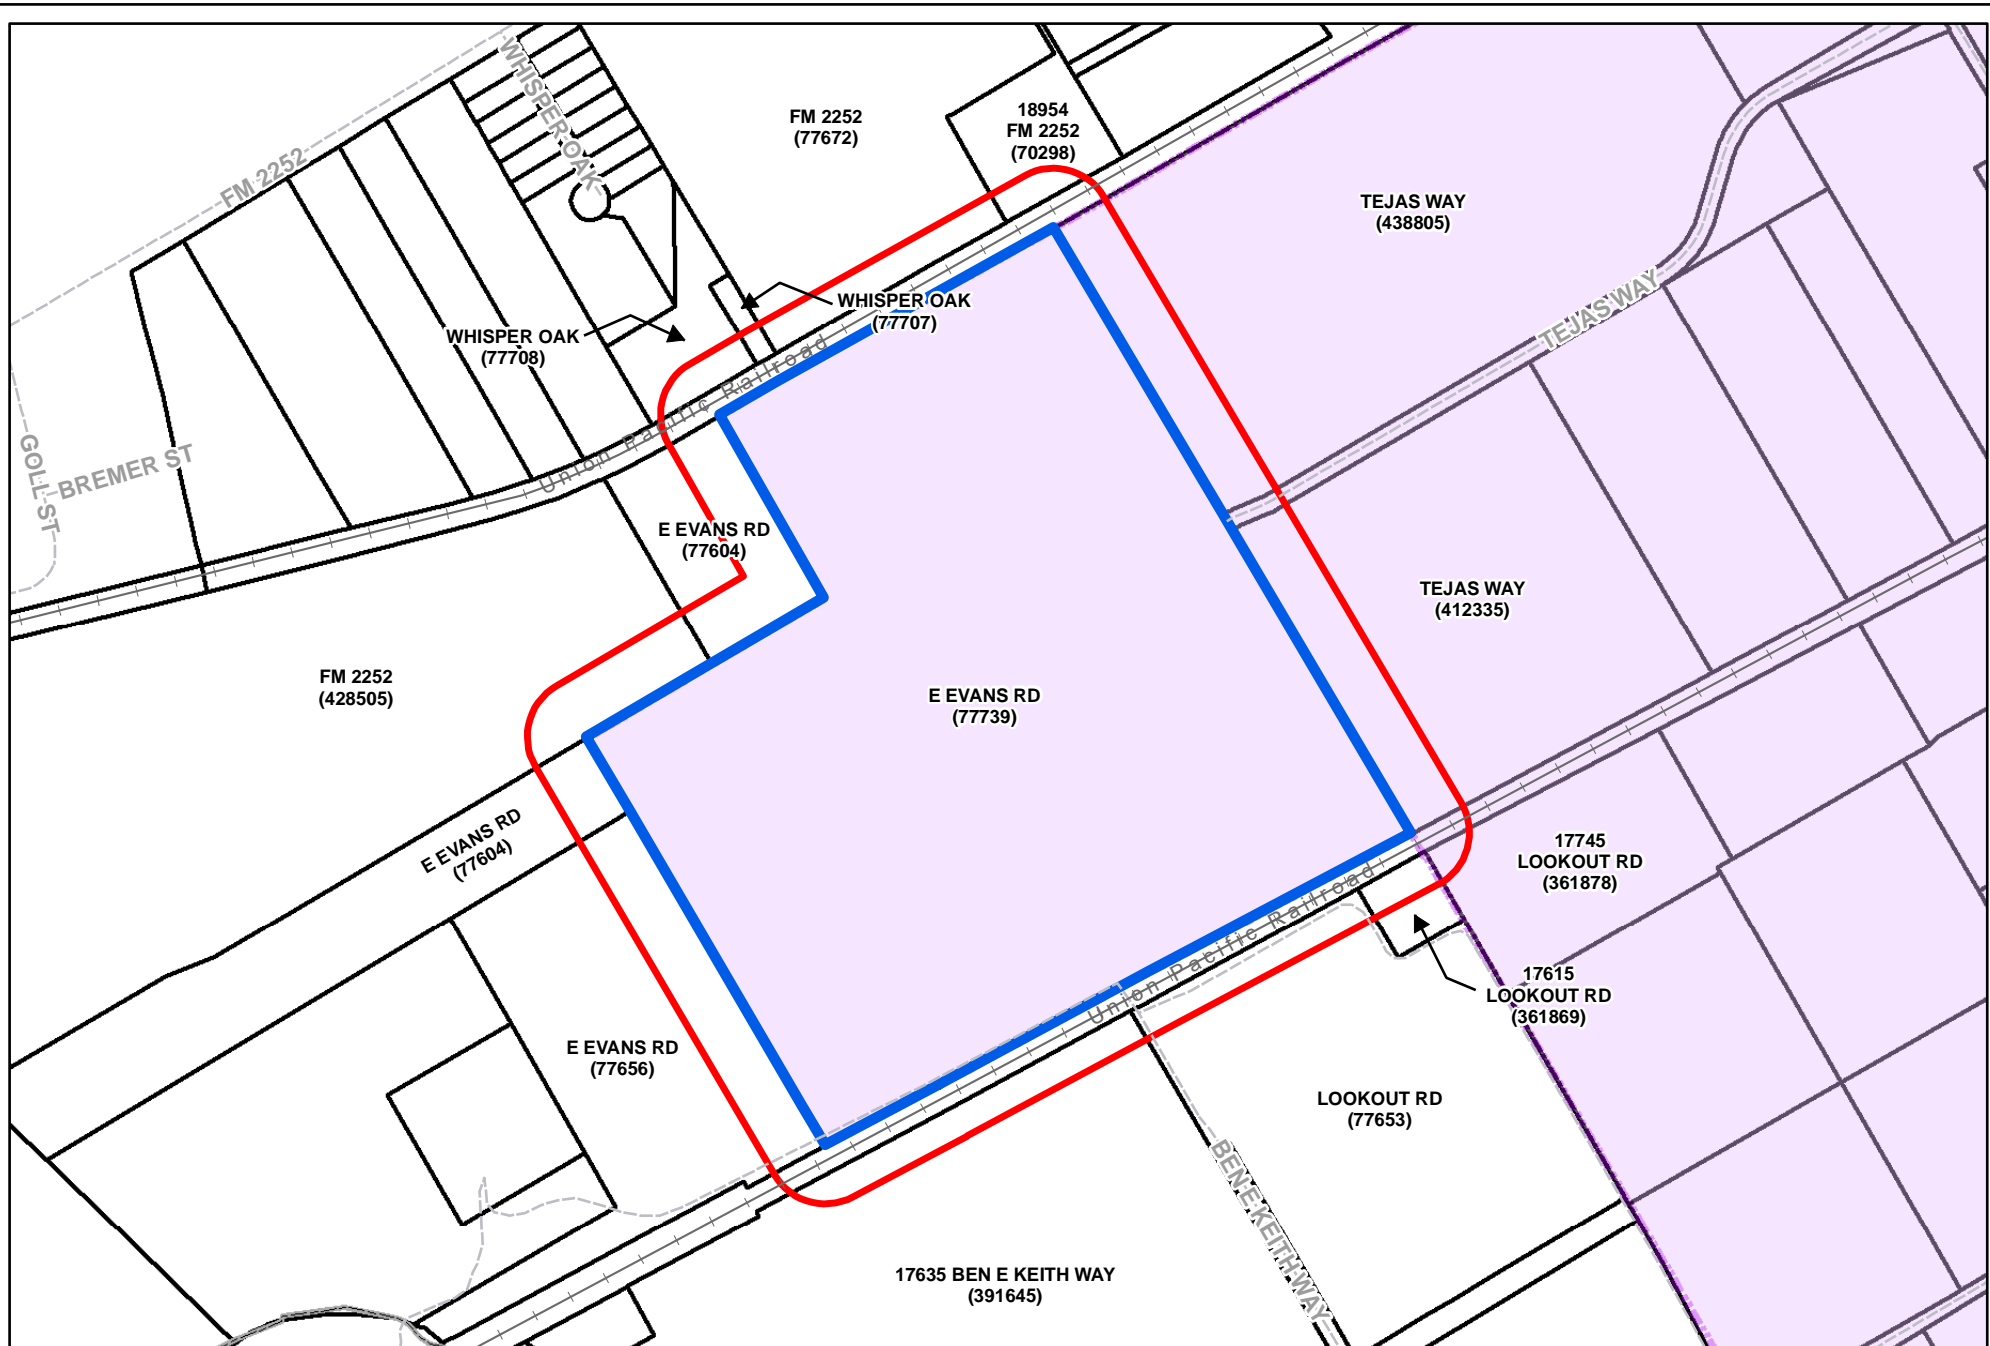 WHISPER OAK
FM 2252
FM 2252
(77672)
18954
FM 2252
(70298)
TEJAS WAY
(438805)
WHISPER OAK
(77707)
WHISPER OAK
(77708)
TEJAS WAY
Union Pacific Railroad
GOLL ST
BREMER ST
E EVANS RD
(77604)
TEJAS WAY
(412335)
FM 2252
(428505)
E EVANS RD
(77739)
E EVANS RD
(77604)
17745
LOOKOUT RD
(361878)
Union Pacific Railroad
17615
LOOKOUT RD
(361869)
E EVANS RD
(77656)
LOOKOUT RD
(77653)
BEN E KEITH WAY
17635 BEN E KEITH WAY
(391645)